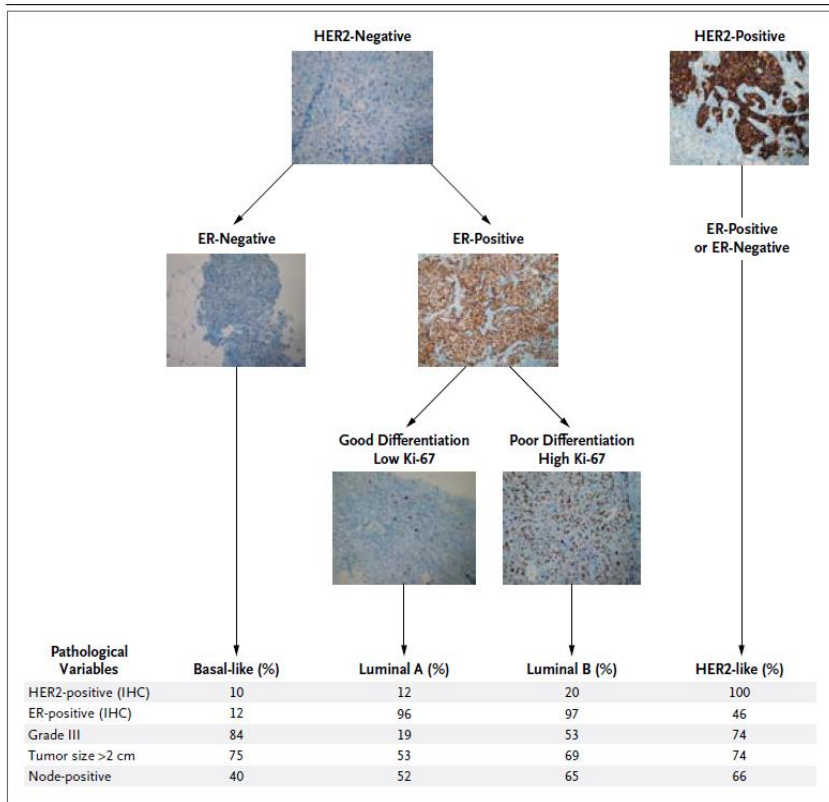 HER2-Negative
HER2-Positive
ER-Negative
ER-Positive
ER-Positive
or ER-Negative
Good Differentiation
Low Ki-67
Poor Differentiation
High Ki-67
Pathological
Variables
Basal-like (%)
Luminal A (%)
Luminal B (%)
HER2-like (%)
HER2-positive (IHC) 10 12 20 100
ER-positive (IHC) 12 96 97 46
Grade III 84 19 53 74
Tumor size >2 cm 75 53 69 74
Node-positive 40 52 65 66